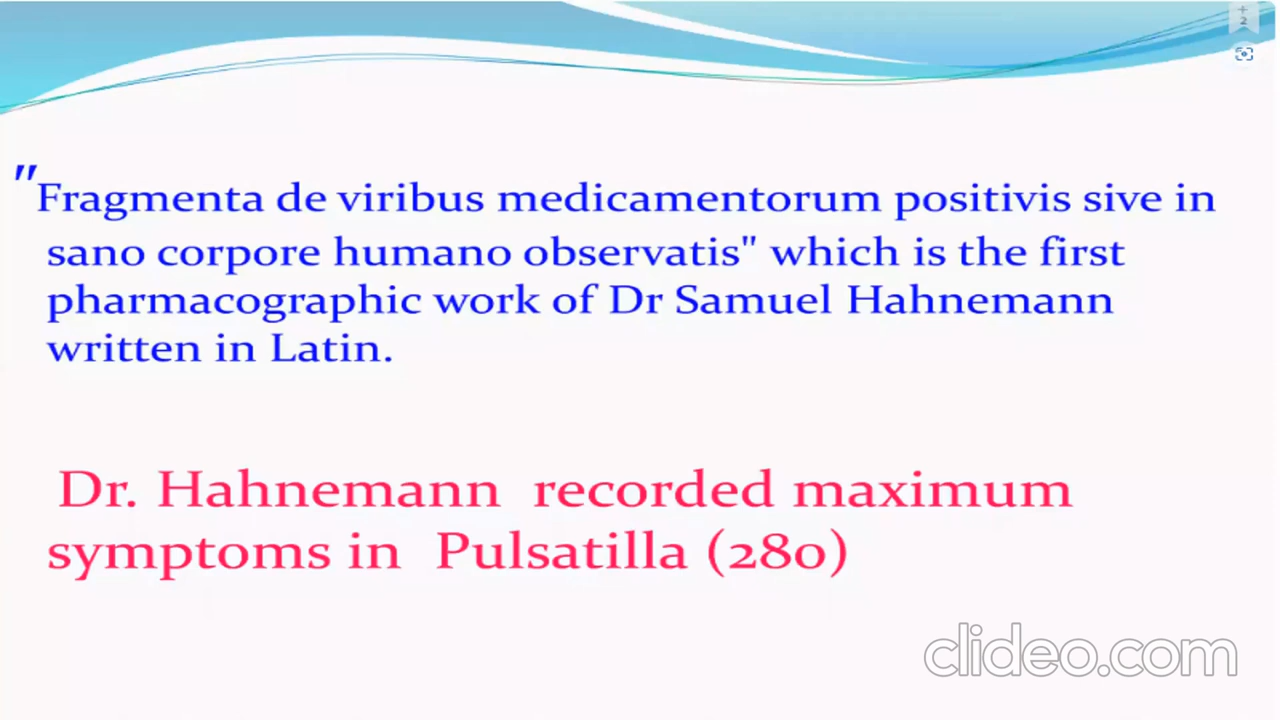 +
2
"Fragmenta de viribus medicamentorum positivis sive in
sano corpore humano observatis" which is the first
pharmacographic work of Dr Samuel Hahnemann
written in Latin.
Dr. Hahnemann recorded maximum
symptoms in Pulsatilla (280)
clideo.com